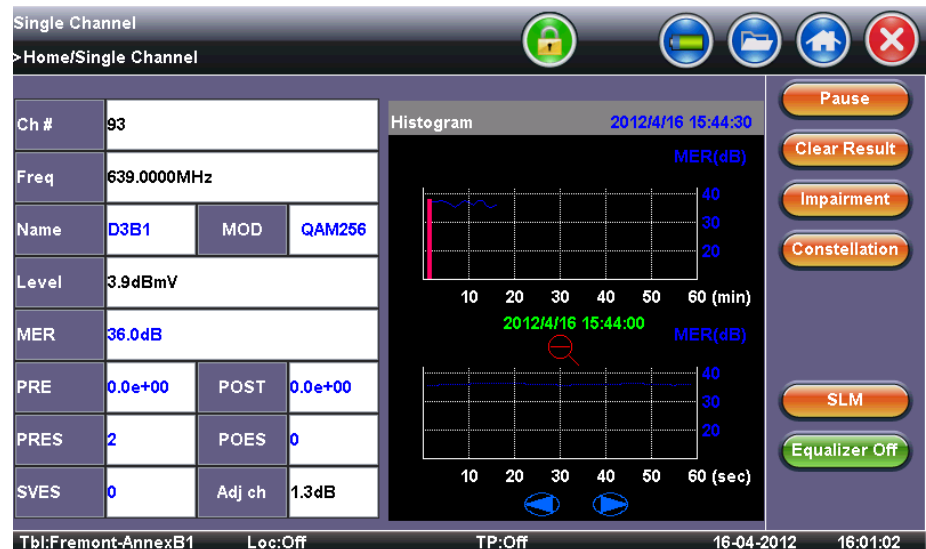 Single Channel
>Home/Single Channel
Ch # 93
Freq 639.0000MHz
Name D3B1 MOD QAM256
Level 3.9dBmV
MER 36.0dB
PRE 0.0e+00 POST 0.0e+00
PRES 2 POES 0
SVES 0 Adj ch 1.3dB
Histogram 2012/4/16 15:44:30
MER(dB)
40
30
20
10 20 30 40 50 60 (min)
2012/4/16 15:44:00
MER(dB)
40
30
20
10 20 30 40 50 60 (sec)
Pause
Clear Result
Impairment
Constellation
SLM
Equalizer Off
Tbl:Fremont-AnnexB1 Loc:Off TP:Off 16-04-2012 16:01:02